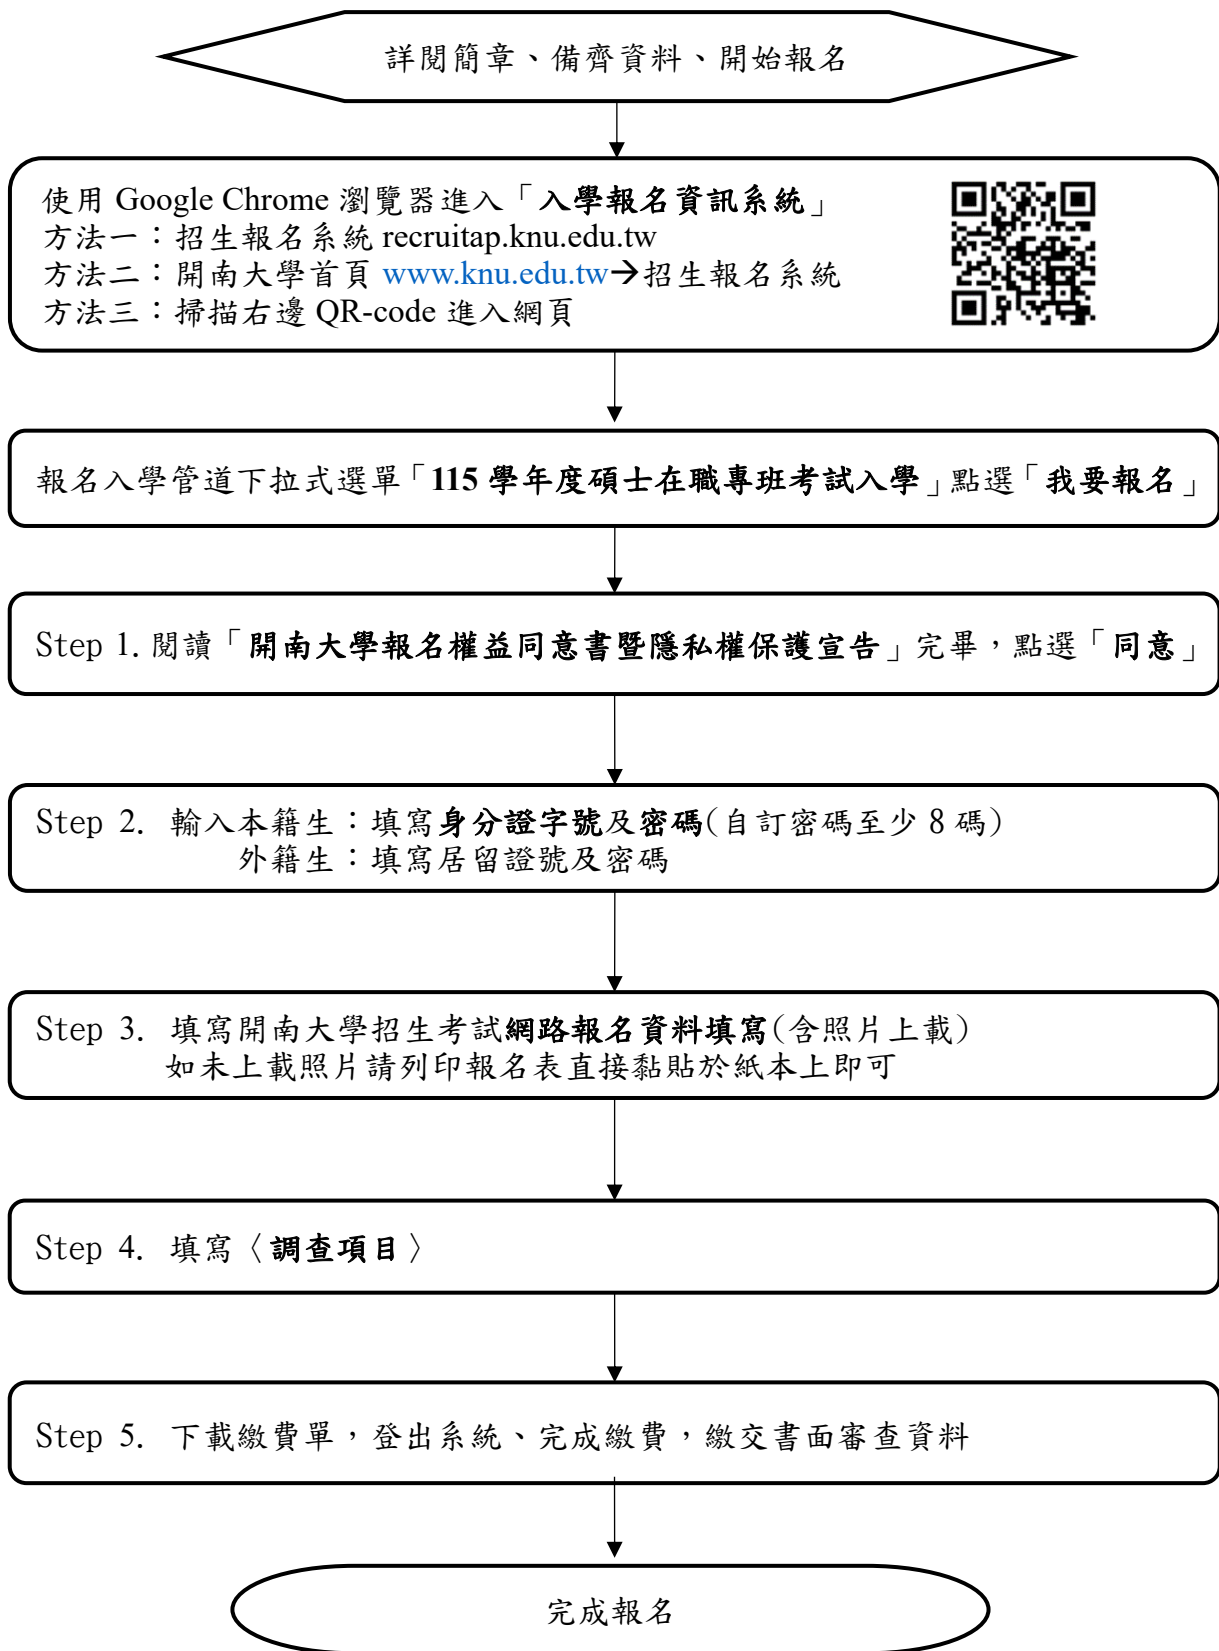 詳閱簡章、備齊資料、開始報名
使用 Google Chrome 瀏覽器進入「入學報名資訊系統」
方法一：招生報名系統 recruitap.knu.edu.tw
方法二：開南大學首頁 www.knu.edu.tw➔招生報名系統
方法三：掃描右邊 QR-code 進入網頁
報名入學管道下拉式選單「115 學年度碩士在職專班考試入學」點選「我要報名」
Step 1. 閱讀「開南大學報名權益同意書暨隱私權保護宣告」完畢，點選「同意」
Step 2. 輸入本籍生：填寫身分證字號及密碼(自訂密碼至少 8 碼)
外籍生：填寫居留證號及密碼
Step 3. 填寫開南大學招生考試網路報名資料填寫(含照片上載)
如未上載照片請列印報名表直接黏貼於紙本上即可
Step 4. 填寫〈調查項目〉
Step 5. 下載繳費單，登出系統、完成繳費，繳交書面審查資料
完成報名